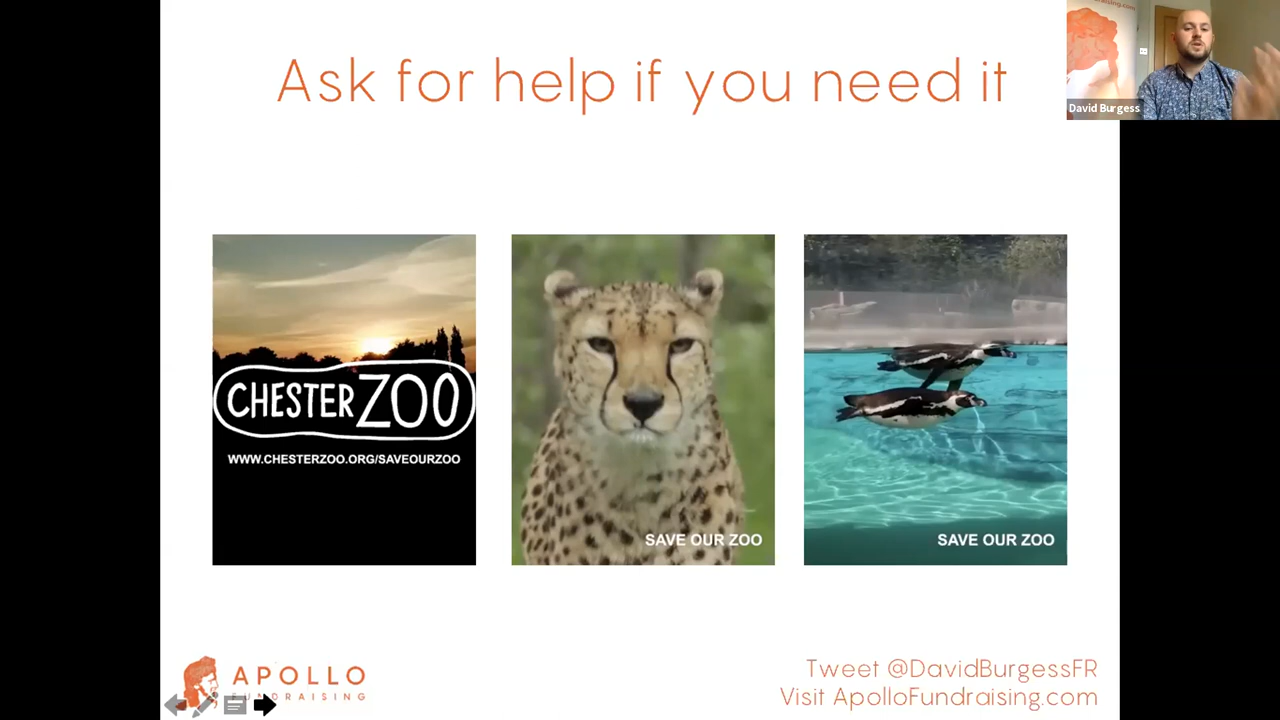 Ask for help if you need it
David Burgess
CHESTER ZOO
WWW.CHESTERZOO.ORG/SAVEOURZOO
SAVE OUR ZOO
SAVE OUR ZOO
APOLLO
FUNDRAISING
Tweet @DavidBurgessFR
Visit ApolloFundraising.com